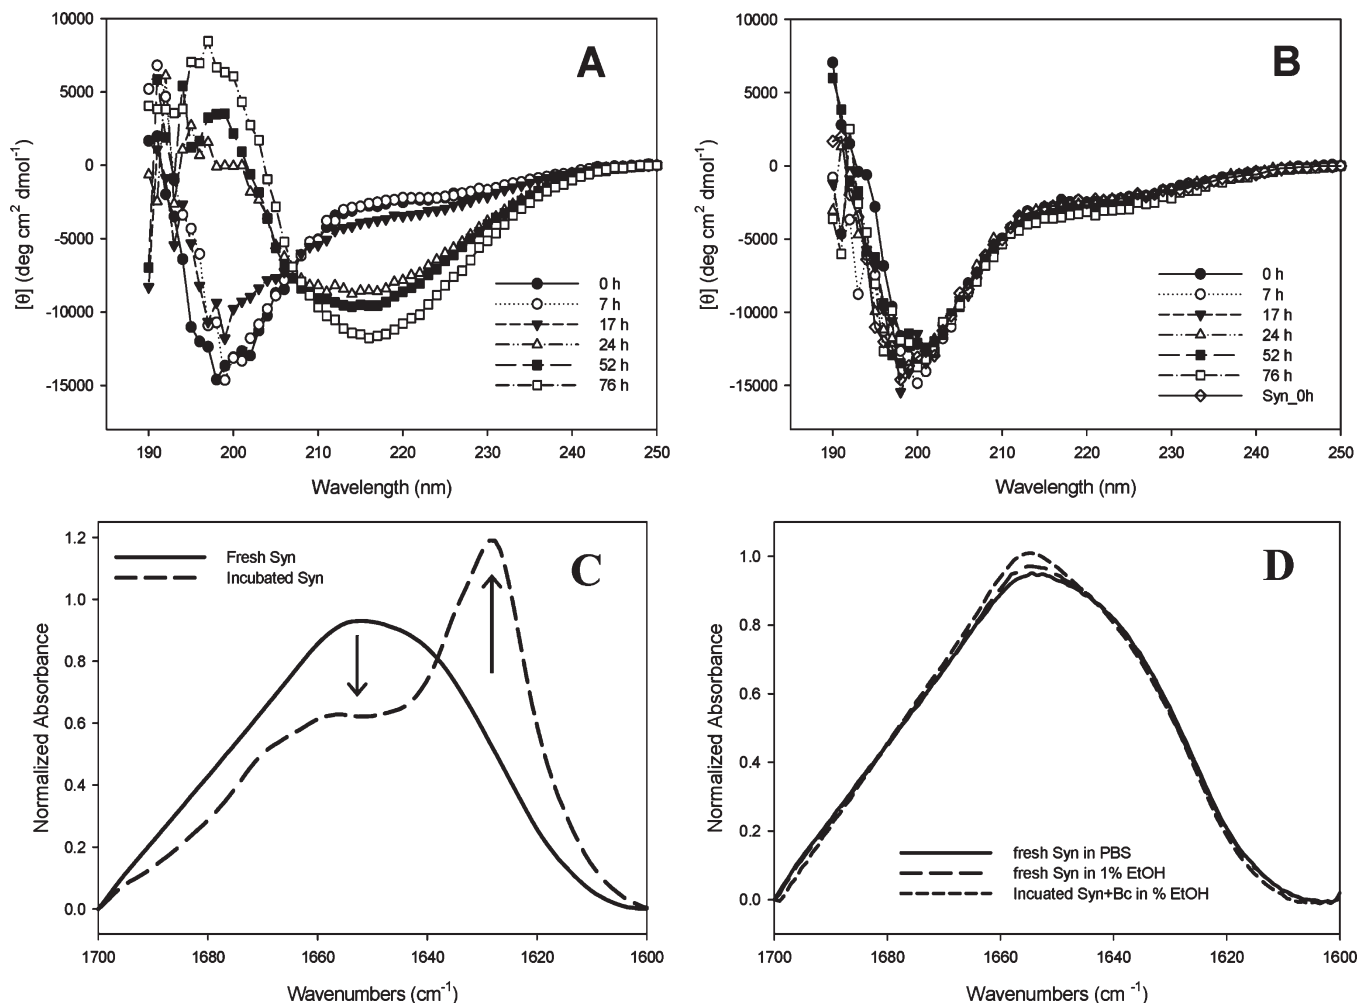 10000
5000
0
-5000
-10000
-15000
[θ] (deg cm² dmol⁻¹)
A
0 h
7 h
17 h
24 h
52 h
76 h
190 200 210 220 230 240 250
Wavelength (nm)
10000
5000
0
-5000
-10000
-15000
[θ] (deg cm² dmol⁻¹)
B
0 h
7 h
17 h
24 h
52 h
76 h
Syn_0h
190 200 210 220 230 240 250
Wavelength (nm)
1.2
1.0
0.8
0.6
0.4
0.2
0.0
Normalized Absorbance
Fresh Syn
Incubated Syn
C
1700 1680 1660 1640 1620 1600
Wavenumbers (cm⁻¹)
1.0
0.8
0.6
0.4
0.2
0.0
Normalized Absorbance
D
fresh Syn in PBS
fresh Syn in 1% EtOH
Incuated Syn+Bc in % EtOH
1700 1680 1660 1640 1620 1600
Wavenumbers (cm ⁻¹)